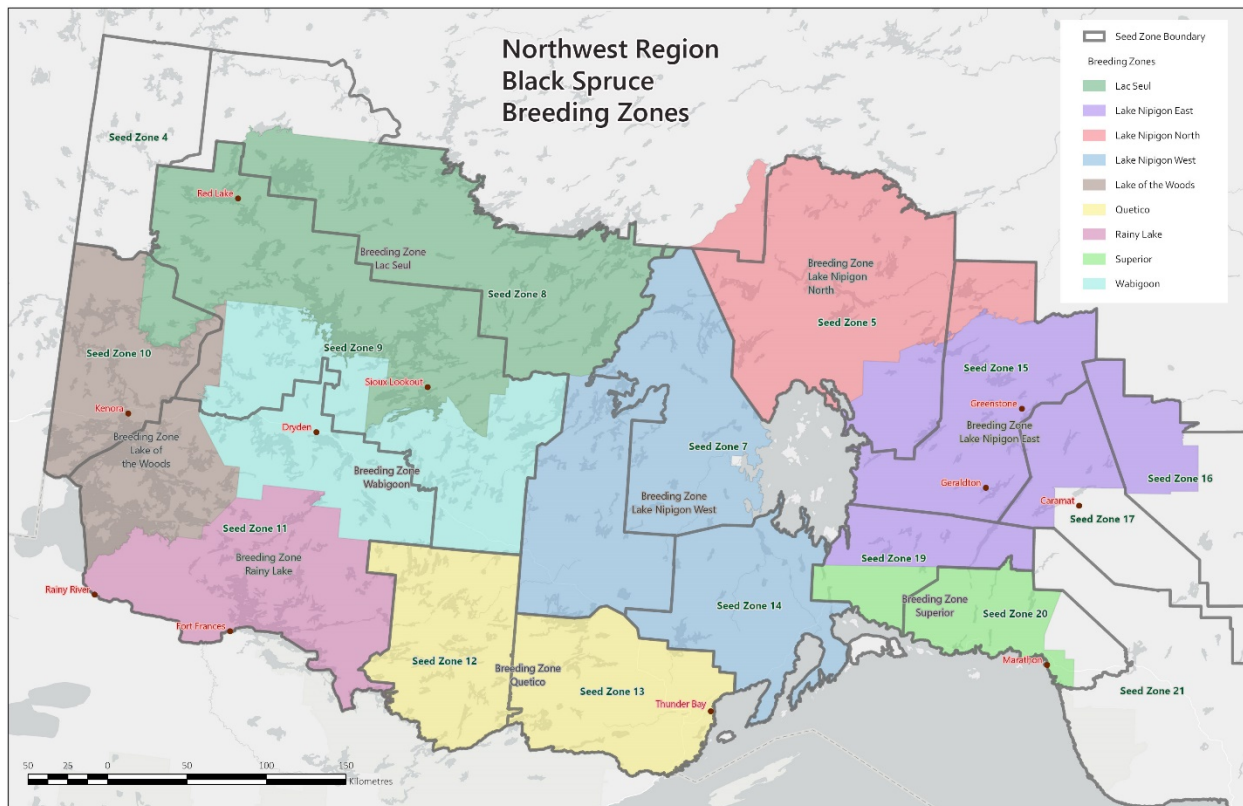 Northwest Region
Black Spruce
Breeding Zones
Seed Zone Boundary
Breeding Zones
Lac Seul
Lake Nipigon East
Lake Nipigon North
Lake Nipigon West
Lake of the Woods
Quetico
Rainy Lake
Superior
Wabigoon
Seed Zone 4
Red Lake
Breeding Zone
Lac Seul
Seed Zone 8
Breeding Zone
Lake Nipigon
North
Seed Zone 5
Seed Zone 10
Seed Zone 9
Sioux Lookout
Seed Zone 15
Greenstone
Breeding Zone
Lake Nipigon East
Kenora
Dryden
Breeding Zone
Lake of
the Woods
Breeding Zone
Wabigoon
Seed Zone 7
Breeding Zone
Lake Nipigon West
Geraldton
Caramat
Seed Zone 16
Seed Zone 17
Seed Zone 11
Breeding Zone
Rainy Lake
Seed Zone 19
Rainy River
Fort Frances
Seed Zone 14
Breeding Zone
Superior
Seed Zone 20
Seed Zone 12
Breeding Zone
Quetico
Seed Zone 13
Thunder Bay
Marathon
Seed Zone 21
50 25 0 50 100 150
Kilometres